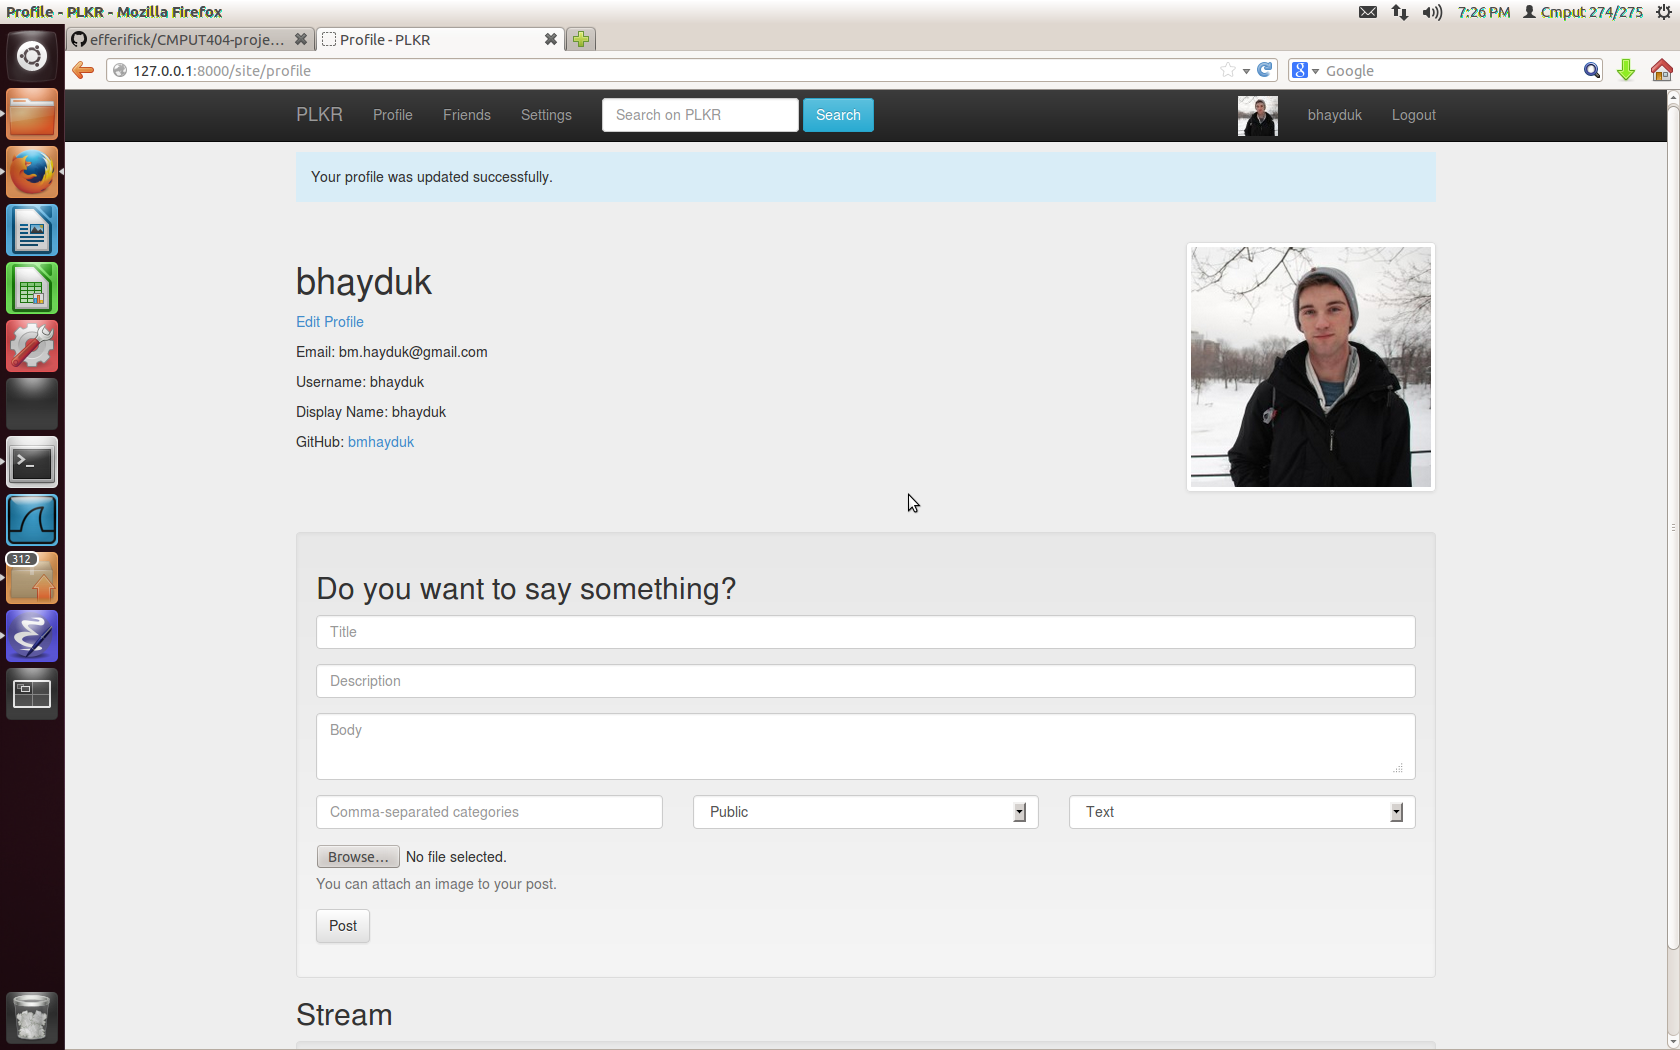 Profile - PLKR - Mozilla Firefox
7:26 PM
Cmput 274/275
efferifick/CMPUT404-proje...
Profile - PLKR
127.0.0.1:8000/site/profile
Google
PLKR
Profile
Friends
Settings
Search on PLKR
Search
bhayduk
Logout
Your profile was updated successfully.
bhayduk
Edit Profile
Email: bm.hayduk@gmail.com
Username: bhayduk
Display Name: bhayduk
GitHub: bmhayduk
312
Do you want to say something?
Title
Description
Body
Comma-separated categories
Public
Text
Browse...
No file selected.
You can attach an image to your post.
Post
Stream